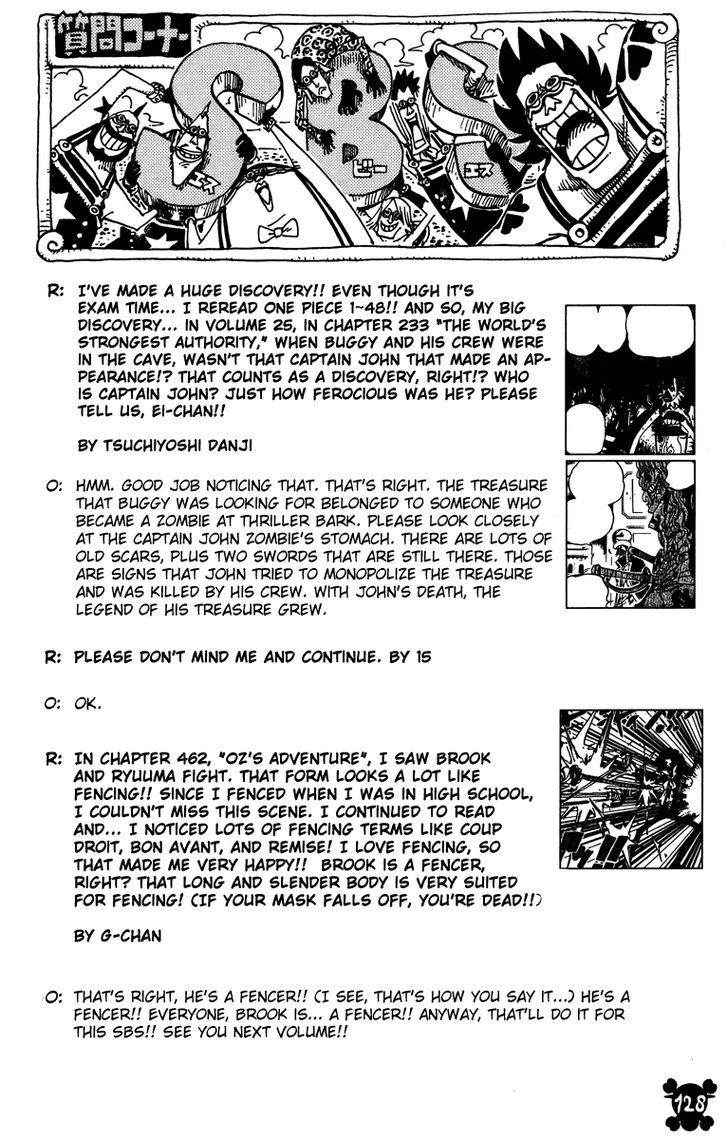 質問コーナー
S B S
エス ビー エス
R: I'VE MADE A HUGE DISCOVERY!! EVEN THOUGH IT'S
EXAM TIME... I REREAD ONE PIECE 1~48!! AND SO, MY BIG
DISCOVERY... IN VOLUME 25, IN CHAPTER 233 "THE WORLD'S
STRONGEST AUTHORITY," WHEN BUGGY AND HIS CREW WERE
IN THE CAVE, WASN'T THAT CAPTAIN JOHN THAT MADE AN AP-
PEARANCE!? THAT COUNTS AS A DISCOVERY, RIGHT!? WHO
IS CAPTAIN JOHN? JUST HOW FEROCIOUS WAS HE? PLEASE
TELL US, EI-CHAN!!
BY TSUCHIYOSHI DANJI
O: HMM. GOOD JOB NOTICING THAT. THAT'S RIGHT. THE TREASURE
THAT BUGGY WAS LOOKING FOR BELONGED TO SOMEONE WHO
BECAME A ZOMBIE AT THRILLER BARK. PLEASE LOOK CLOSELY
AT THE CAPTAIN JOHN ZOMBIE'S STOMACH. THERE ARE LOTS OF
OLD SCARS, PLUS TWO SWORDS THAT ARE STILL THERE. THOSE
ARE SIGNS THAT JOHN TRIED TO MONOPOLIZE THE TREASURE
AND WAS KILLED BY HIS CREW. WITH JOHN'S DEATH, THE
LEGEND OF HIS TREASURE GREW.
R: PLEASE DON'T MIND ME AND CONTINUE. BY 15
O: OK.
R: IN CHAPTER 462, "OZ'S ADVENTURE", I SAW BROOK
AND RYUUMA FIGHT. THAT FORM LOOKS A LOT LIKE
FENCING!! SINCE I FENCED WHEN I WAS IN HIGH SCHOOL,
I COULDN'T MISS THIS SCENE. I CONTINUED TO READ
AND... I NOTICED LOTS OF FENCING TERMS LIKE COUP
DROIT, BON AVANT, AND REMISE! I LOVE FENCING, SO
THAT MADE ME VERY HAPPY!! BROOK IS A FENCER,
RIGHT? THAT LONG AND SLENDER BODY IS VERY SUITED
FOR FENCING! (IF YOUR MASK FALLS OFF, YOU'RE DEAD!!)
BY G-CHAN
O: THAT'S RIGHT, HE'S A FENCER!! (I SEE, THAT'S HOW YOU SAY IT...) HE'S A
FENCER!! EVERYONE, BROOK IS... A FENCER!! ANYWAY, THAT'LL DO IT FOR
THIS SBS!! SEE YOU NEXT VOLUME!!
128